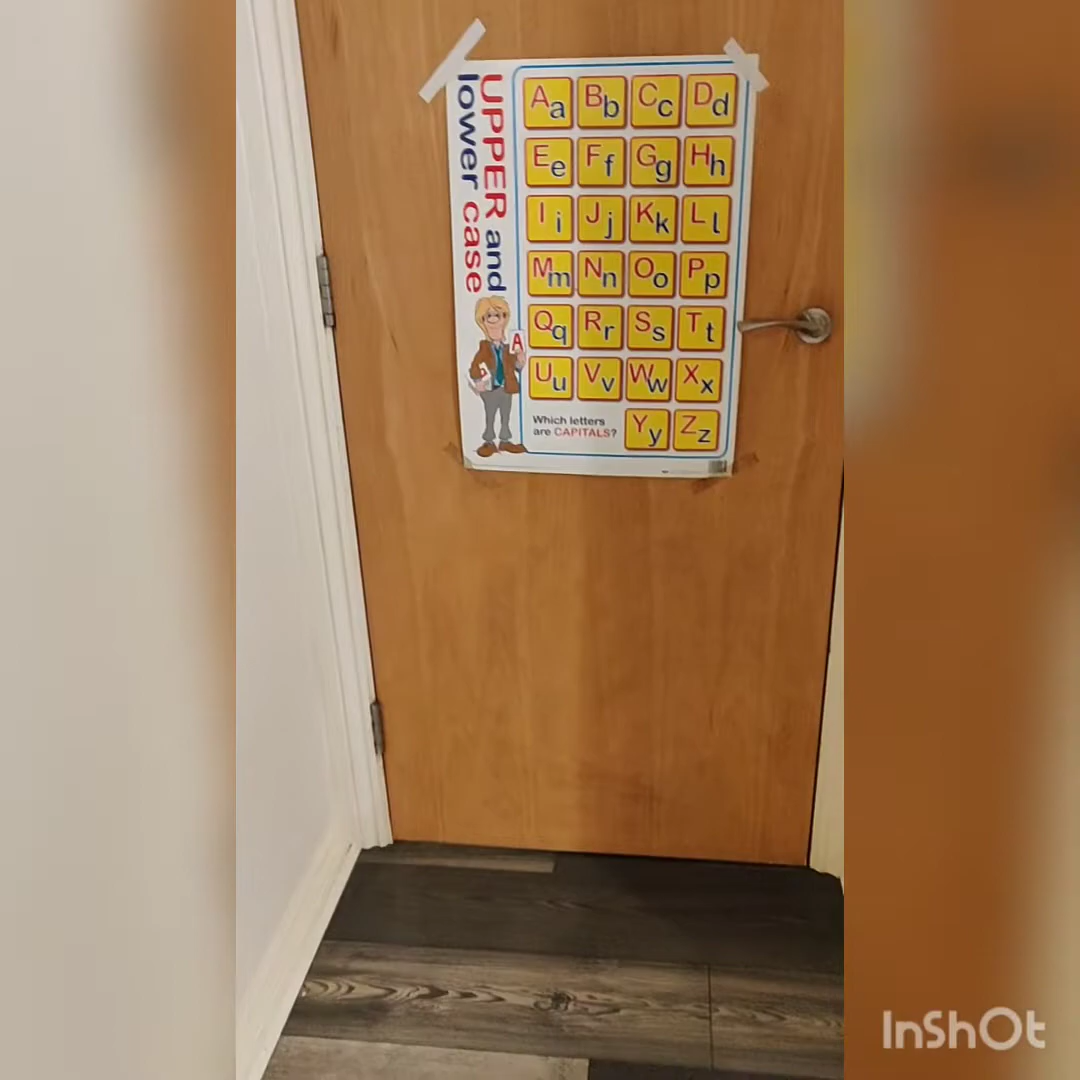 UPPER and
lower case
Aa Bb Cc Dd
Ee Ff Gg Hh
Ii Jj Kk Ll
Mm Nn Oo Pp
Qq Rr Ss Tt
Uu Vv Ww Xx
Yy Zz
Which letters
are CAPITALS?
A
InShOt